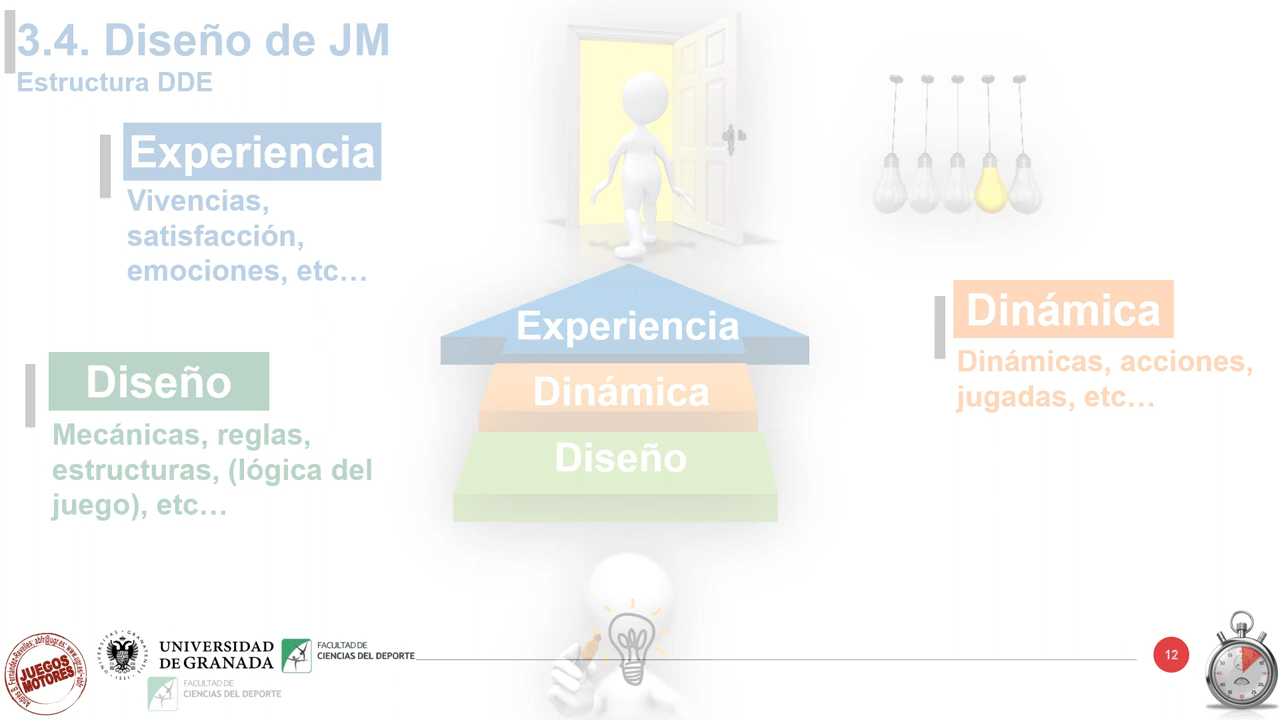 3.4. Diseño de JM
Estructura DDE
Experiencia
Vivencias,
satisfacción,
emociones, etc…
Diseño
Mecánicas, reglas,
estructuras, (lógica del
juego), etc…
Experiencia
Dinámica
Diseño
Dinámica
Dinámicas, acciones,
jugadas, etc…
JUEGOS
MOTORES
UNIVERSIDAD
DE GRANADA
FACULTAD DE
CIENCIAS DEL DEPORTE
FACULTAD DE
CIENCIAS DEL DEPORTE
12